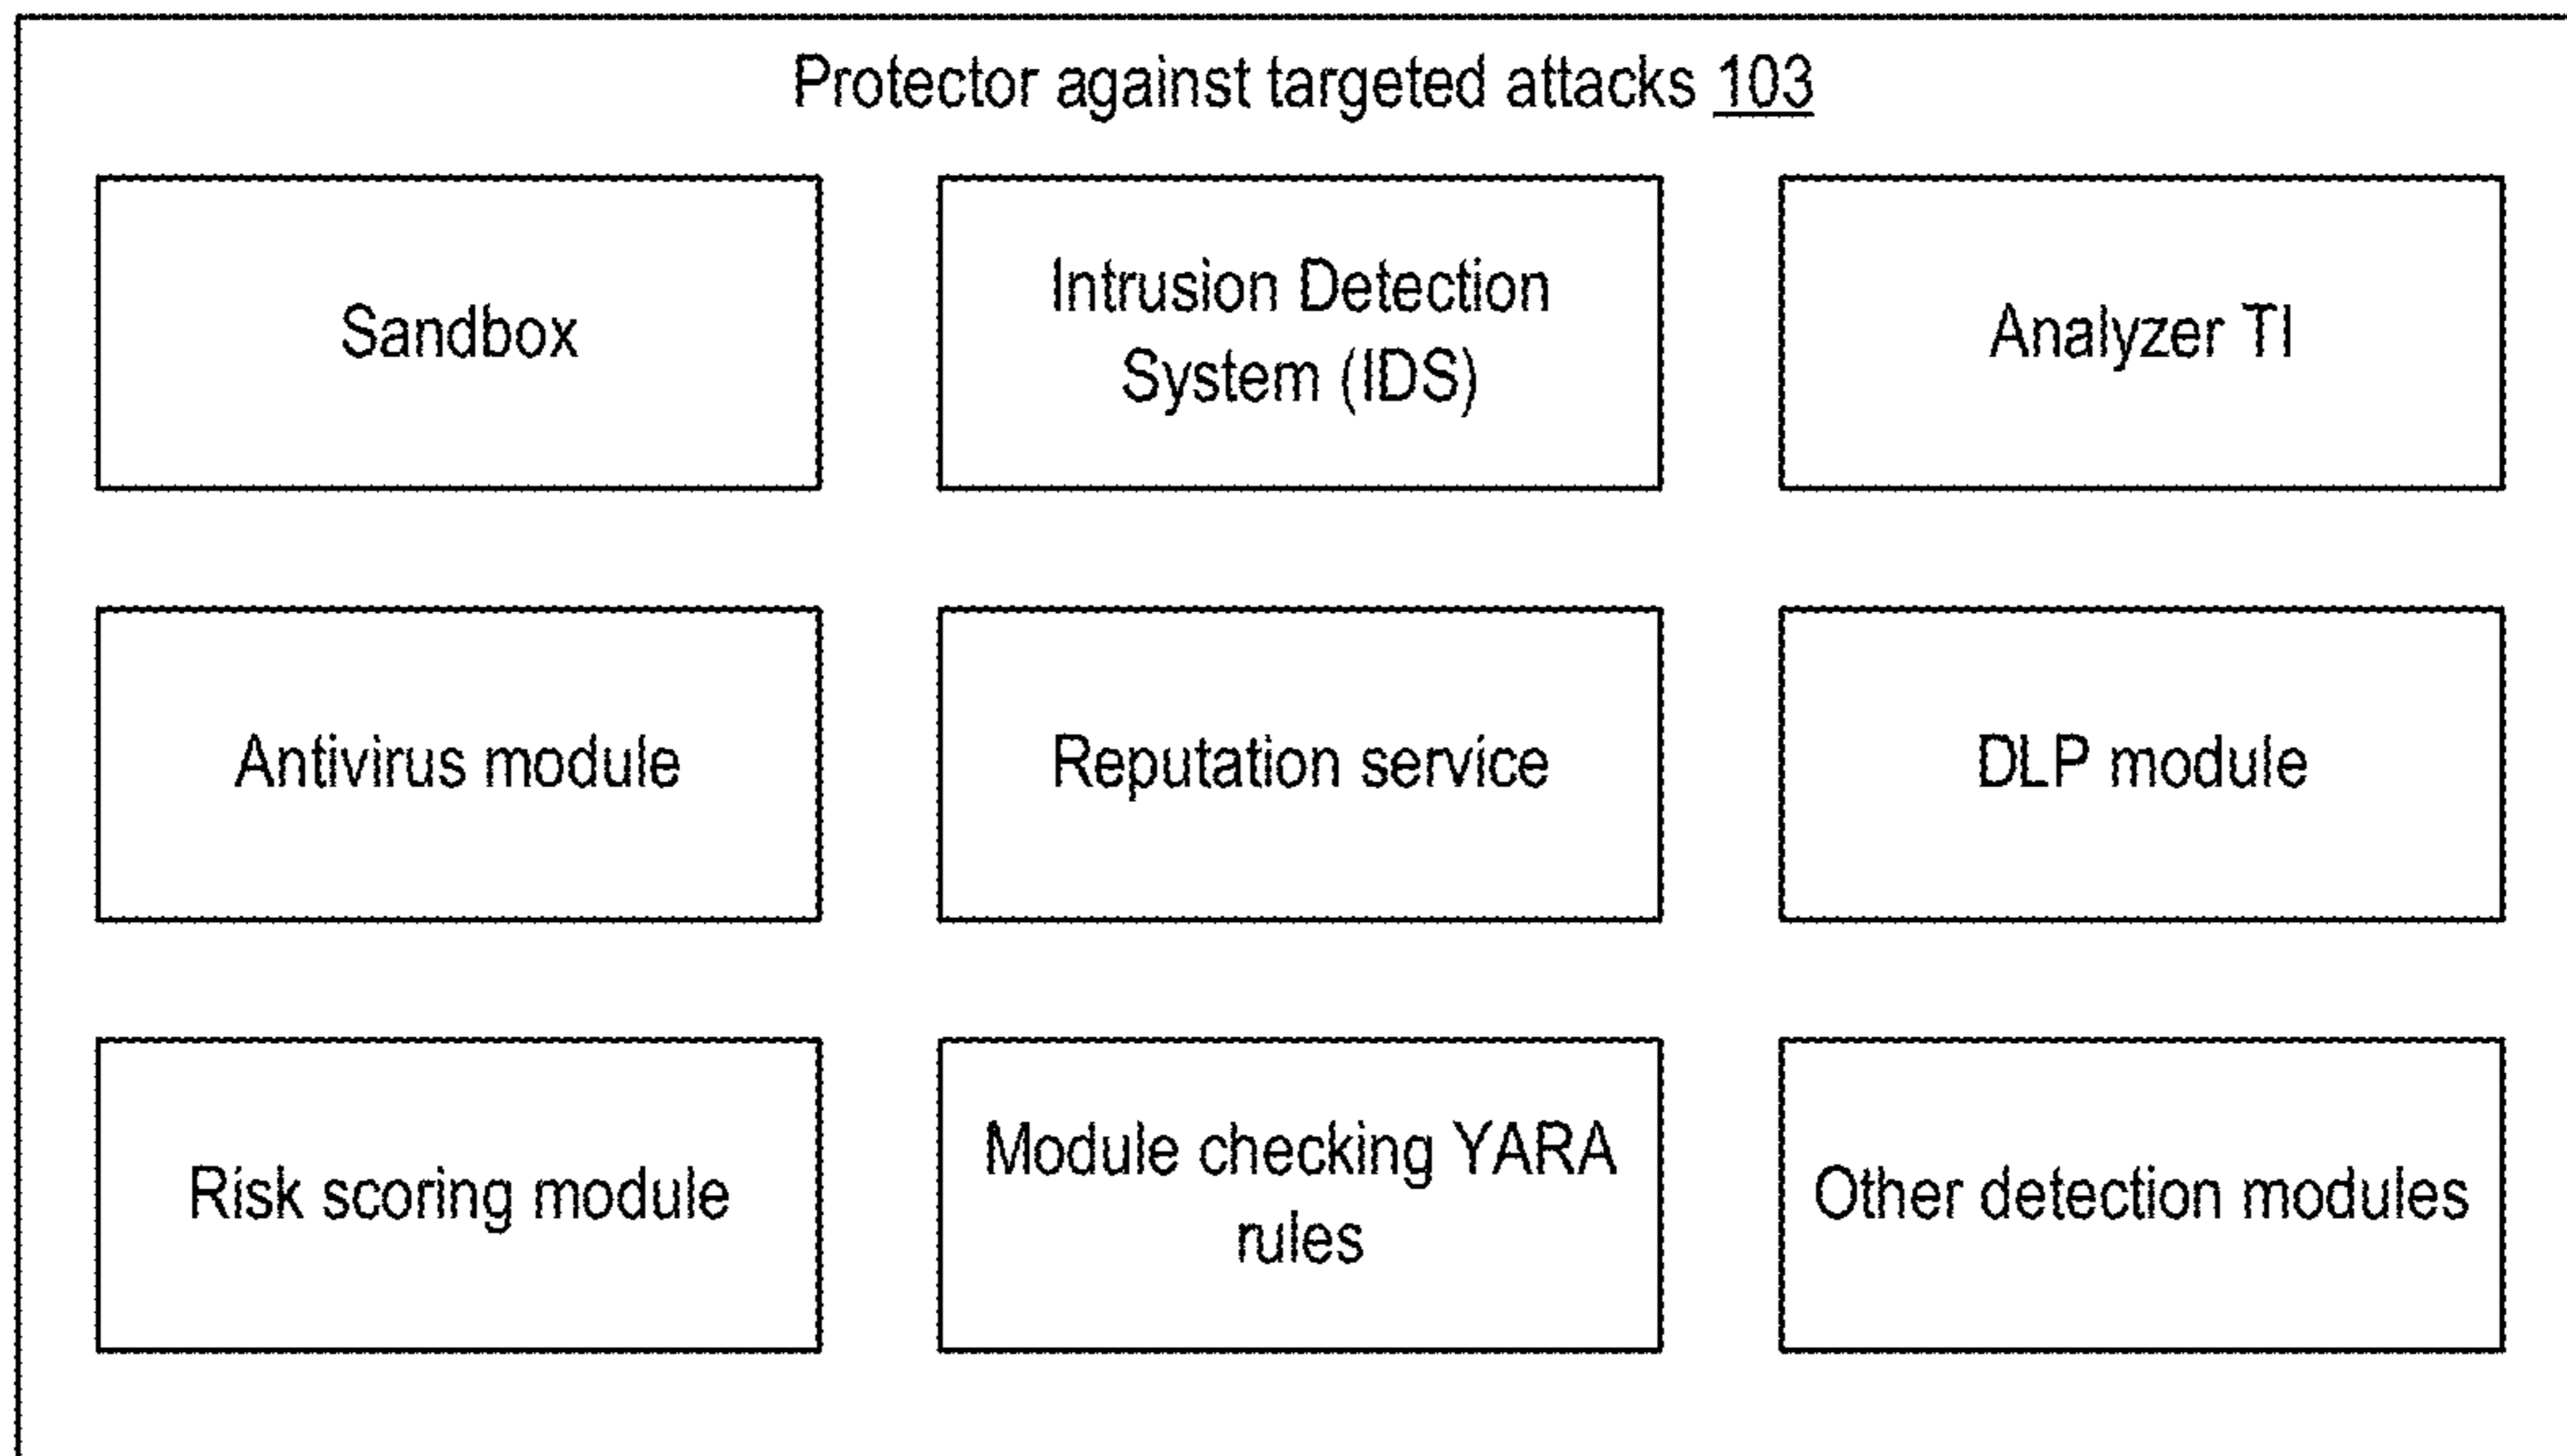 Protector against targeted attacks 103
Sandbox
Intrusion Detection
System (IDS)
Analyzer TI
Antivirus module
Reputation service
DLP module
Risk scoring module
Module checking YARA
rules
Other detection modules